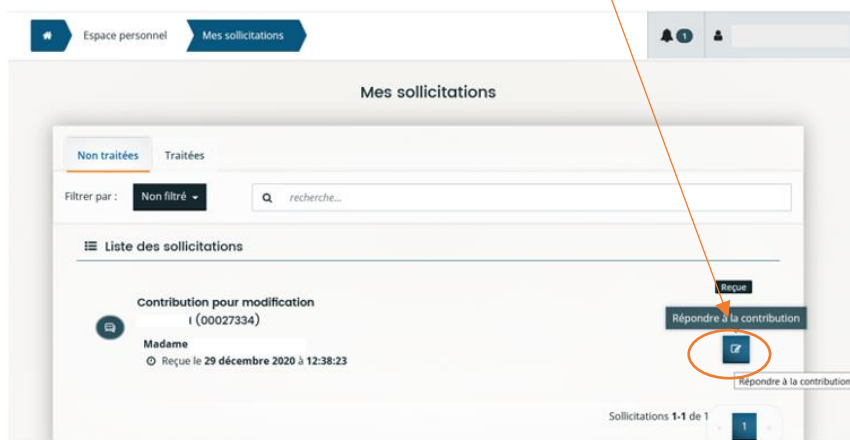 Espace personnel
Mes sollicitations
1
Mes sollicitations
Non traitées
Traitées
Filtrer par :
Non filtré
recherche...
Liste des sollicitations
Reçue
Contribution pour modification
(00027334)
Répondre à la contribution
Madame
Reçue le 29 décembre 2020 à 12:38:23
Répondre à la contribution
Sollicitations 1-1 de 1
1